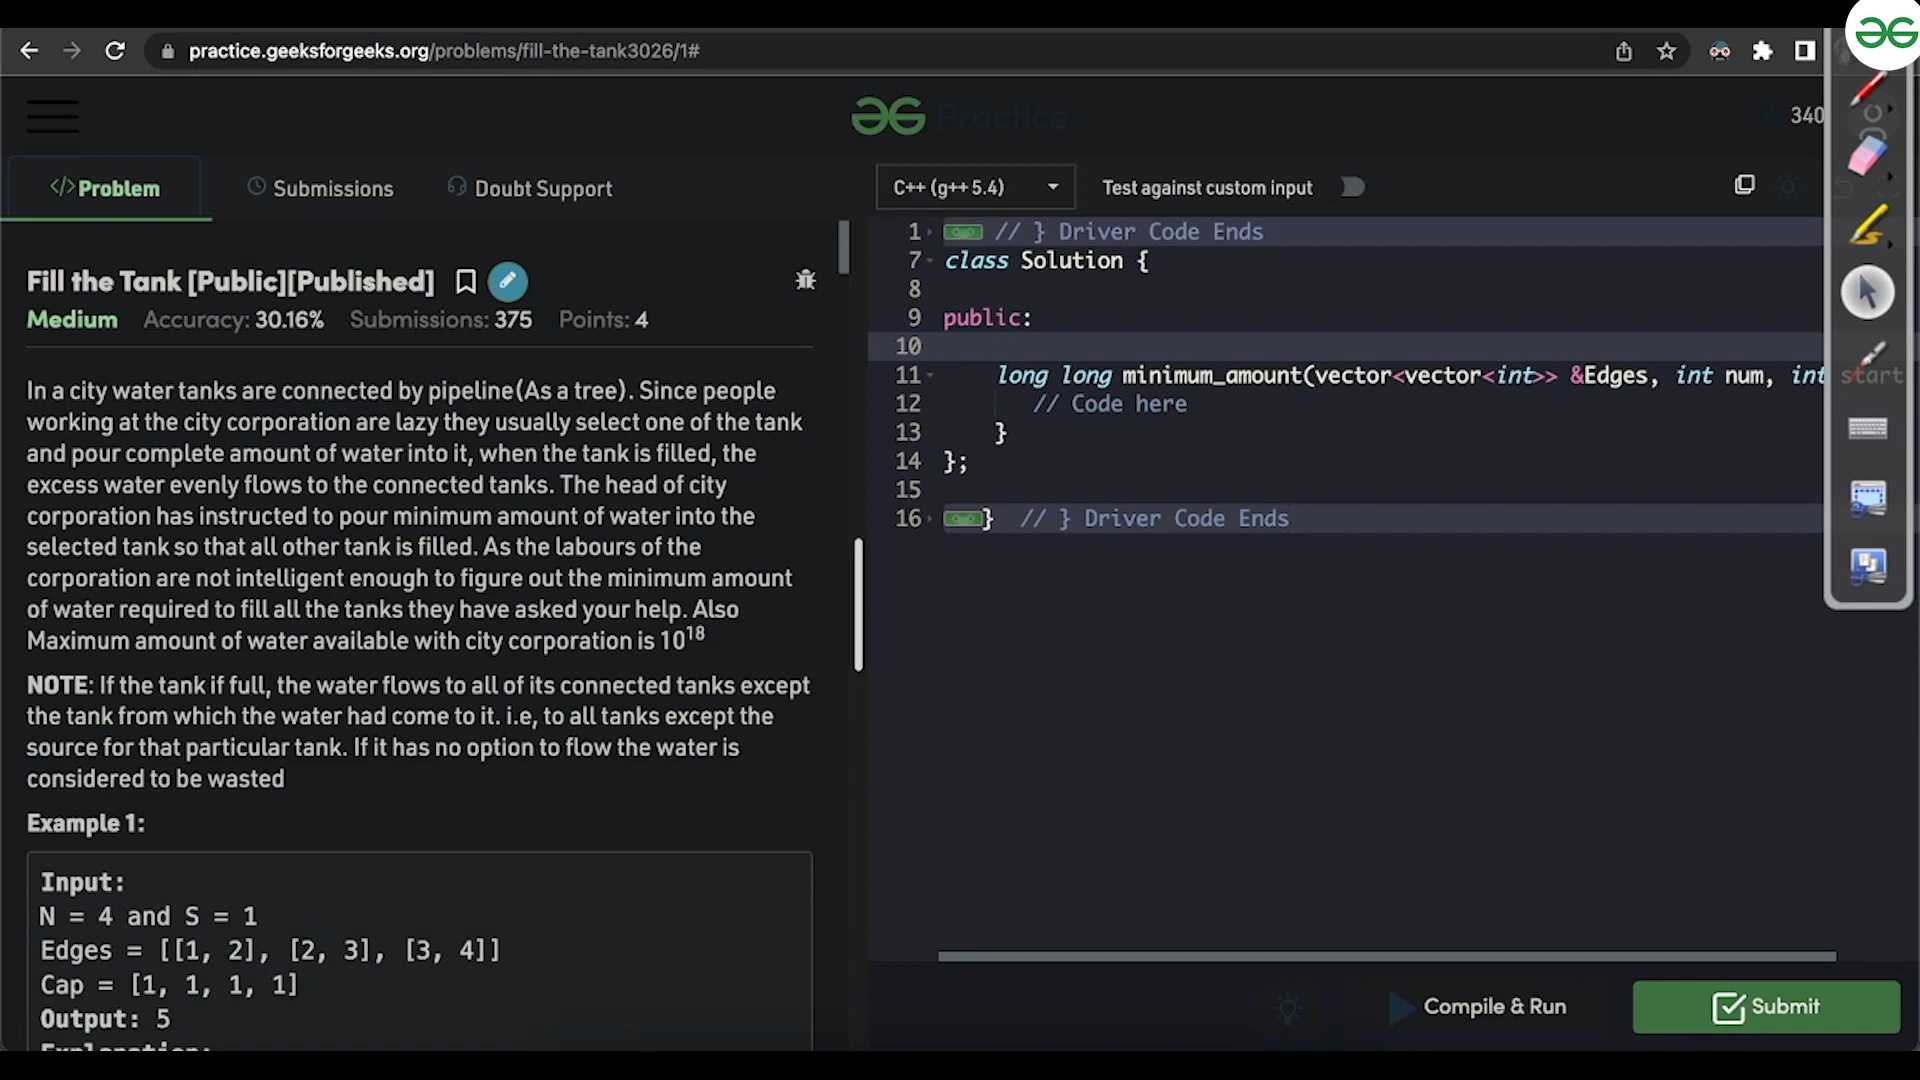 practice.geeksforgeeks.org/problems/fill-the-tank3026/1#
Practice
340
</>Problem
Submissions
Doubt Support
C++ (g++ 5.4)
Test against custom input
Fill the Tank [Public][Published]
Medium Accuracy: 30.16% Submissions: 375 Points: 4
In a city water tanks are connected by pipeline(As a tree). Since people
working at the city corporation are lazy they usually select one of the tank
and pour complete amount of water into it, when the tank is filled, the
excess water evenly flows to the connected tanks. The head of city
corporation has instructed to pour minimum amount of water into the
selected tank so that all other tank is filled. As the labours of the
corporation are not intelligent enough to figure out the minimum amount
of water required to fill all the tanks they have asked your help. Also
Maximum amount of water available with city corporation is 10^18
NOTE: If the tank if full, the water flows to all of its connected tanks except
the tank from which the water had come to it. i.e, to all tanks except the
source for that particular tank. If it has no option to flow the water is
considered to be wasted
Example 1:
Input:
N = 4 and S = 1
Edges = [[1, 2], [2, 3], [3, 4]]
Cap = [1, 1, 1, 1]
Output: 5
Explanation:
1 // } Driver Code Ends
7 class Solution {
8
9 public:
10
11 long long minimum_amount(vector<vector<int>> &Edges, int num, int start
12 // Code here
13 }
14 };
15
16 } // } Driver Code Ends
Compile & Run
Submit